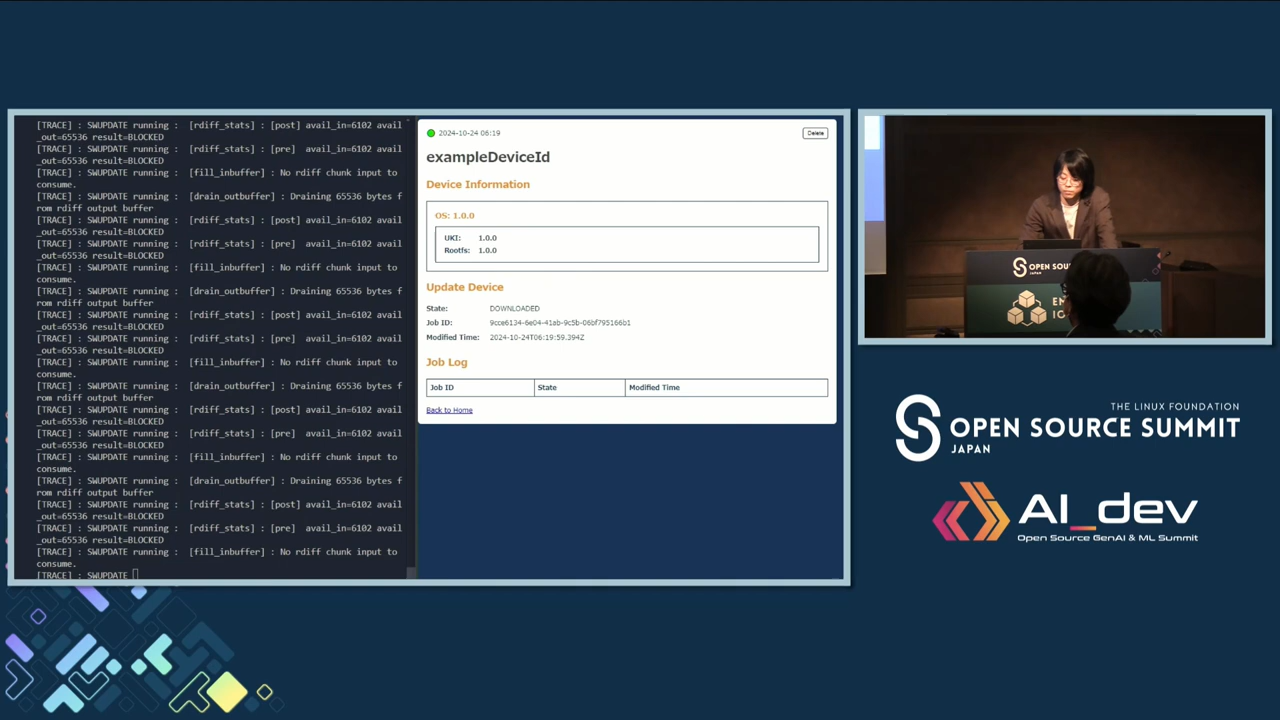 [TRACE] : SWUPDATE running :  [rdiff_stats] : [post] avail_in=6102 avail
_out=65536 result=BLOCKED
[TRACE] : SWUPDATE running :  [rdiff_stats] : [pre]  avail_in=6102 avail
_out=65536 result=BLOCKED
[TRACE] : SWUPDATE running :  [fill_inbuffer] : No rdiff chunk input to
consume.
[TRACE] : SWUPDATE running :  [drain_outbuffer] : Draining 65536 bytes f
rom rdiff output buffer
[TRACE] : SWUPDATE running :  [rdiff_stats] : [post] avail_in=6102 avail
_out=65536 result=BLOCKED
[TRACE] : SWUPDATE running :  [rdiff_stats] : [pre]  avail_in=6102 avail
_out=65536 result=BLOCKED
[TRACE] : SWUPDATE running :  [fill_inbuffer] : No rdiff chunk input to
consume.
[TRACE] : SWUPDATE running :  [drain_outbuffer] : Draining 65536 bytes f
rom rdiff output buffer
[TRACE] : SWUPDATE running :  [rdiff_stats] : [post] avail_in=6102 avail
_out=65536 result=BLOCKED
[TRACE] : SWUPDATE running :  [rdiff_stats] : [pre]  avail_in=6102 avail
_out=65536 result=BLOCKED
[TRACE] : SWUPDATE running :  [fill_inbuffer] : No rdiff chunk input to
consume.
[TRACE] : SWUPDATE running :  [drain_outbuffer] : Draining 65536 bytes f
rom rdiff output buffer
[TRACE] : SWUPDATE running :  [rdiff_stats] : [post] avail_in=6102 avail
_out=65536 result=BLOCKED
[TRACE] : SWUPDATE running :  [rdiff_stats] : [pre]  avail_in=6102 avail
_out=65536 result=BLOCKED
[TRACE] : SWUPDATE running :  [fill_inbuffer] : No rdiff chunk input to
consume.
[TRACE] : SWUPDATE running :  [drain_outbuffer] : Draining 65536 bytes f
rom rdiff output buffer
[TRACE] : SWUPDATE running :  [rdiff_stats] : [post] avail_in=6102 avail
_out=65536 result=BLOCKED
[TRACE] : SWUPDATE running :  [rdiff_stats] : [pre]  avail_in=6102 avail
_out=65536 result=BLOCKED
[TRACE] : SWUPDATE running :  [fill_inbuffer] : No rdiff chunk input to
consume.
[TRACE] : SWUPDATE
2024-10-24 06:19
Delete
exampleDeviceId
Device Information
OS: 1.0.0
UKI: 1.0.0
Rootfs: 1.0.0
Update Device
State: DOWNLOADED
Job ID: 9cce6134-6e04-41ab-9c5b-06bf795166b1
Modified Time: 2024-10-24T06:19:59.394Z
Job Log
Job ID State Modified Time
Back to Home
OPEN SOU
JAPAN
THE LINUX FOUNDATION
OPEN SOURCE SUMMIT
JAPAN
AI_dev
Open Source GenAI & ML Summit